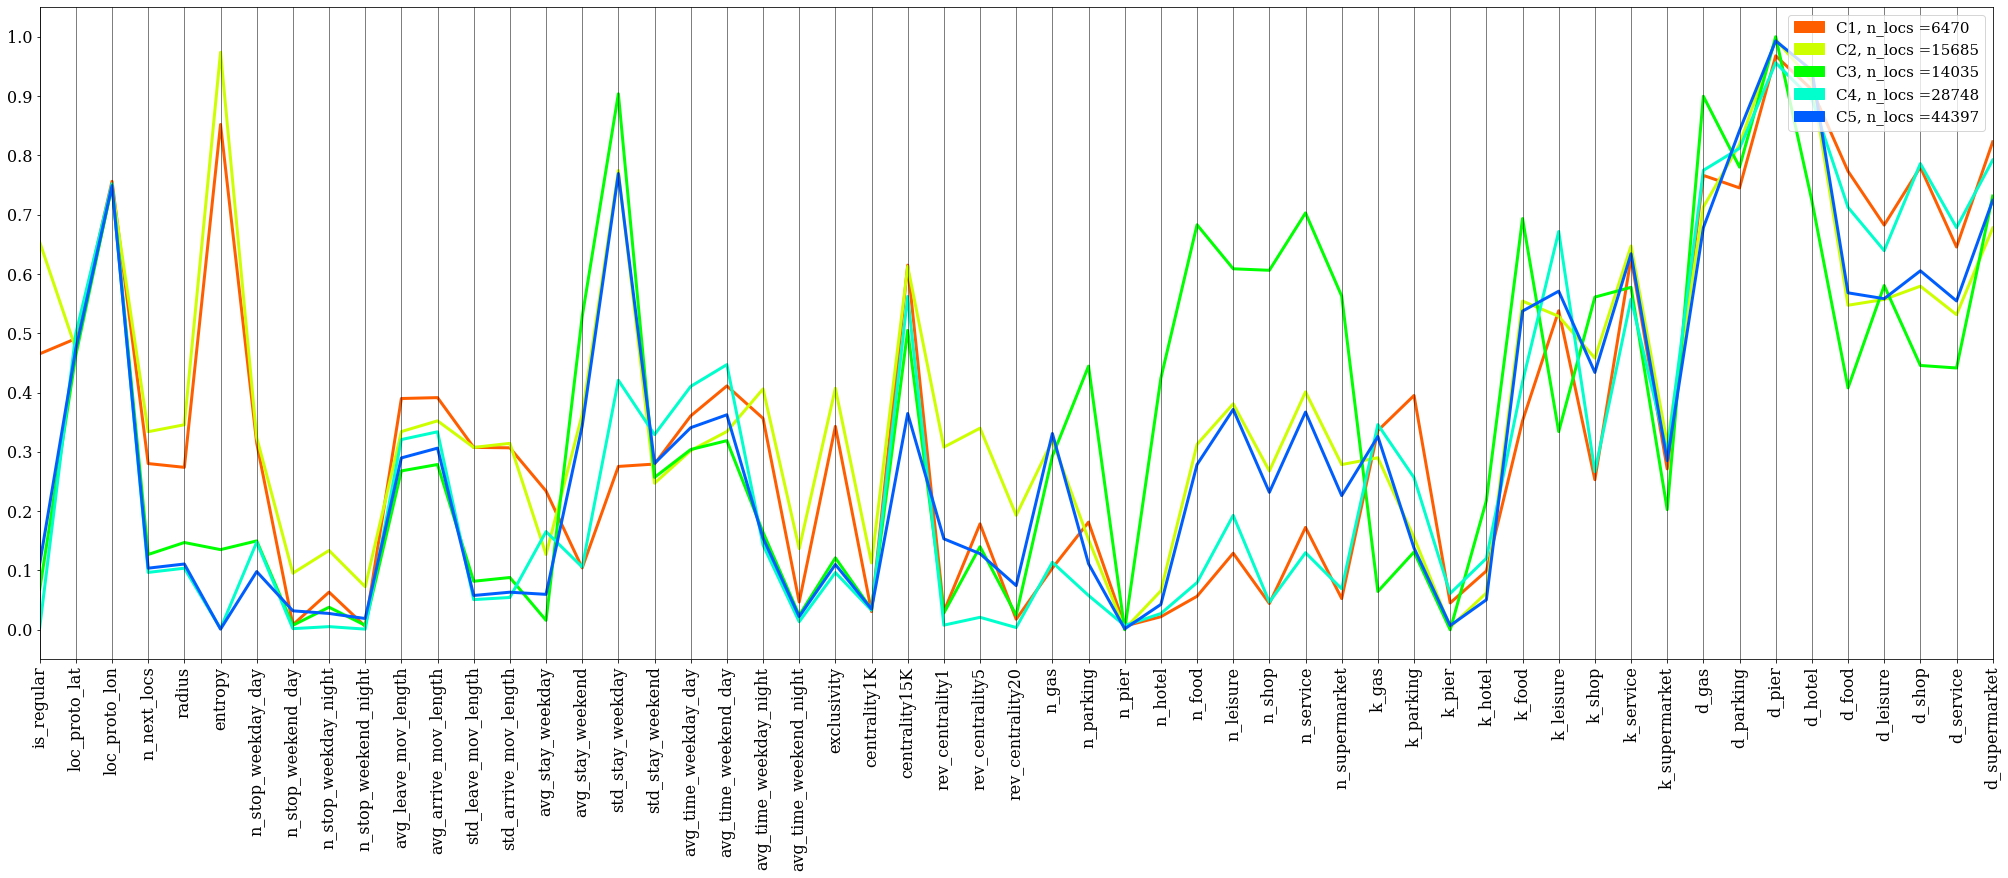 1.0
0.9
0.8
0.7
0.6
0.5
0.4
0.3
0.2
0.1
0.0
C1, n_locs =6470
C2, n_locs =15685
C3, n_locs =14035
C4, n_locs =28748
C5, n_locs =44397
is_regular
loc_proto_lat
loc_proto_lon
n_next_locs
radius
entropy
n_stop_weekday_day
n_stop_weekend_day
n_stop_weekday_night
n_stop_weekend_night
avg_leave_mov_length
avg_arrive_mov_length
std_leave_mov_length
std_arrive_mov_length
avg_stay_weekday
avg_stay_weekend
std_stay_weekday
std_stay_weekend
avg_time_weekday_day
avg_time_weekend_day
avg_time_weekday_night
avg_time_weekend_night
exclusivity
centrality1K
centrality15K
rev_centrality1
rev_centrality5
rev_centrality20
n_gas
n_parking
n_pier
n_hotel
n_food
n_leisure
n_shop
n_service
n_supermarket
k_gas
k_parking
k_pier
k_hotel
k_food
k_leisure
k_shop
k_service
k_supermarket
d_gas
d_parking
d_pier
d_hotel
d_food
d_leisure
d_shop
d_service
d_supermarket